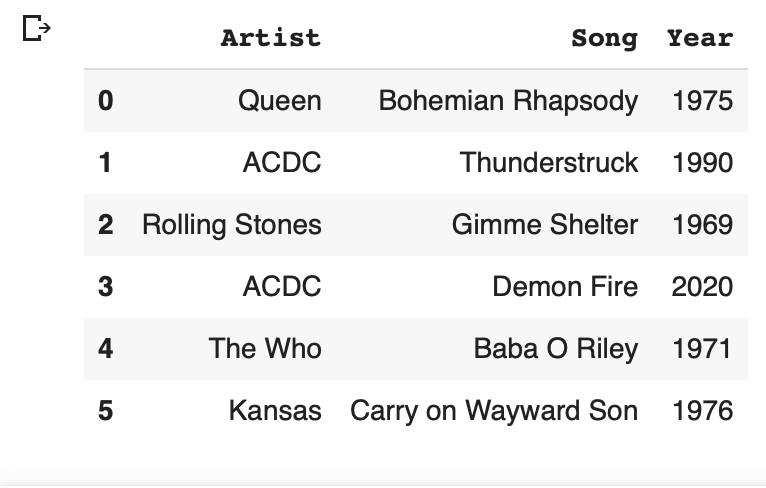 Artist Song Year
0 Queen Bohemian Rhapsody 1975
1 ACDC Thunderstruck 1990
2 Rolling Stones Gimme Shelter 1969
3 ACDC Demon Fire 2020
4 The Who Baba O Riley 1971
5 Kansas Carry on Wayward Son 1976